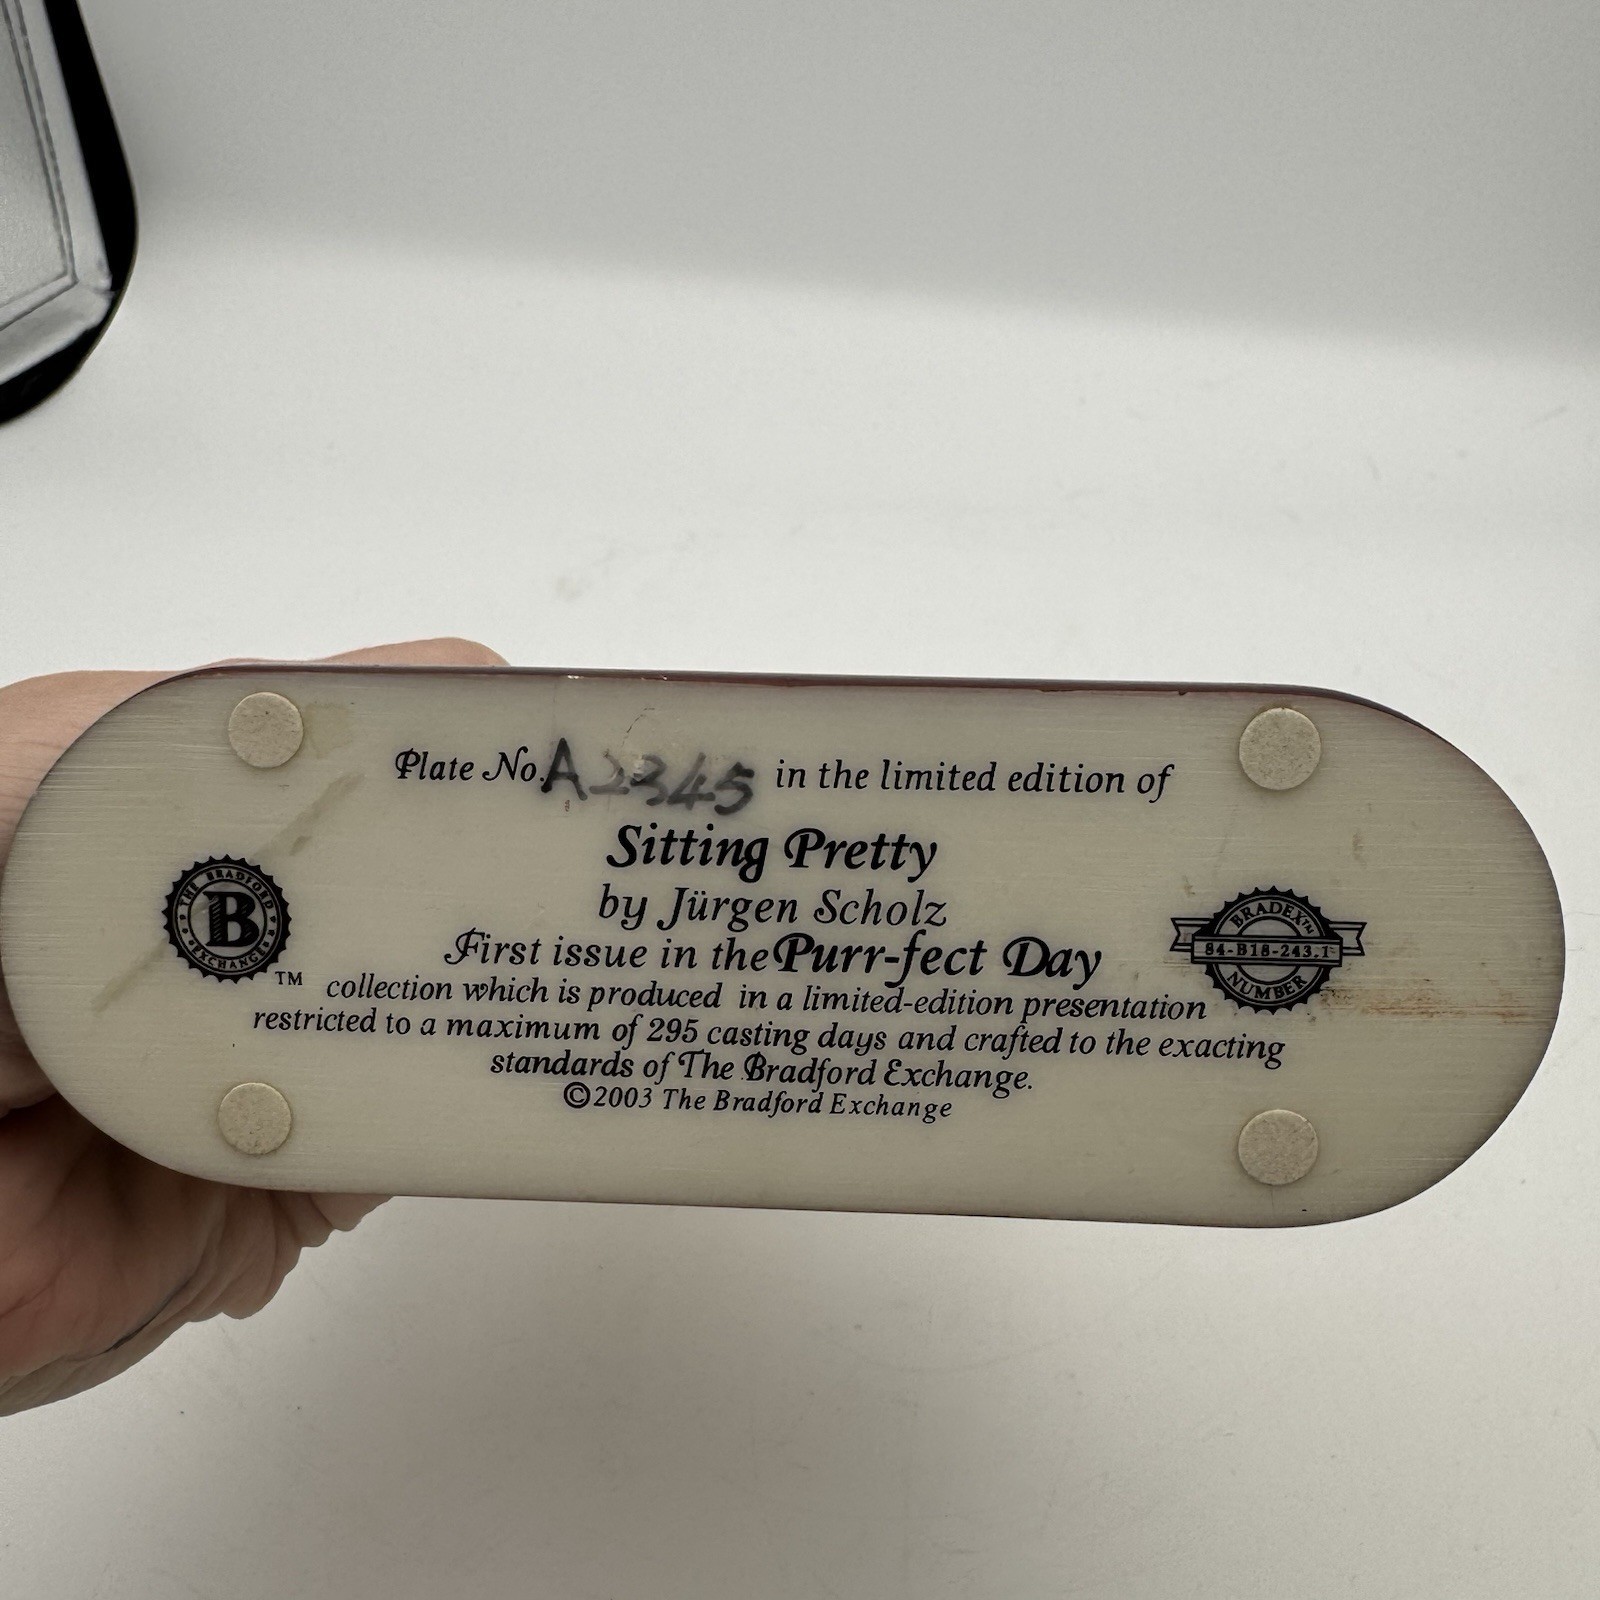 Plate No. A2345 in the limited edition of
Sitting Pretty
by Jürgen Scholz
First issue in the Purr-fect Day
collection which is produced in a limited-edition presentation
restricted to a maximum of 295 casting days and crafted to the exacting
standards of The Bradford Exchange.
©2003 The Bradford Exchange
THE BRADFORD
B
EXCHANGE
TM
BRADEX™
84-B18-243.1
NUMBER